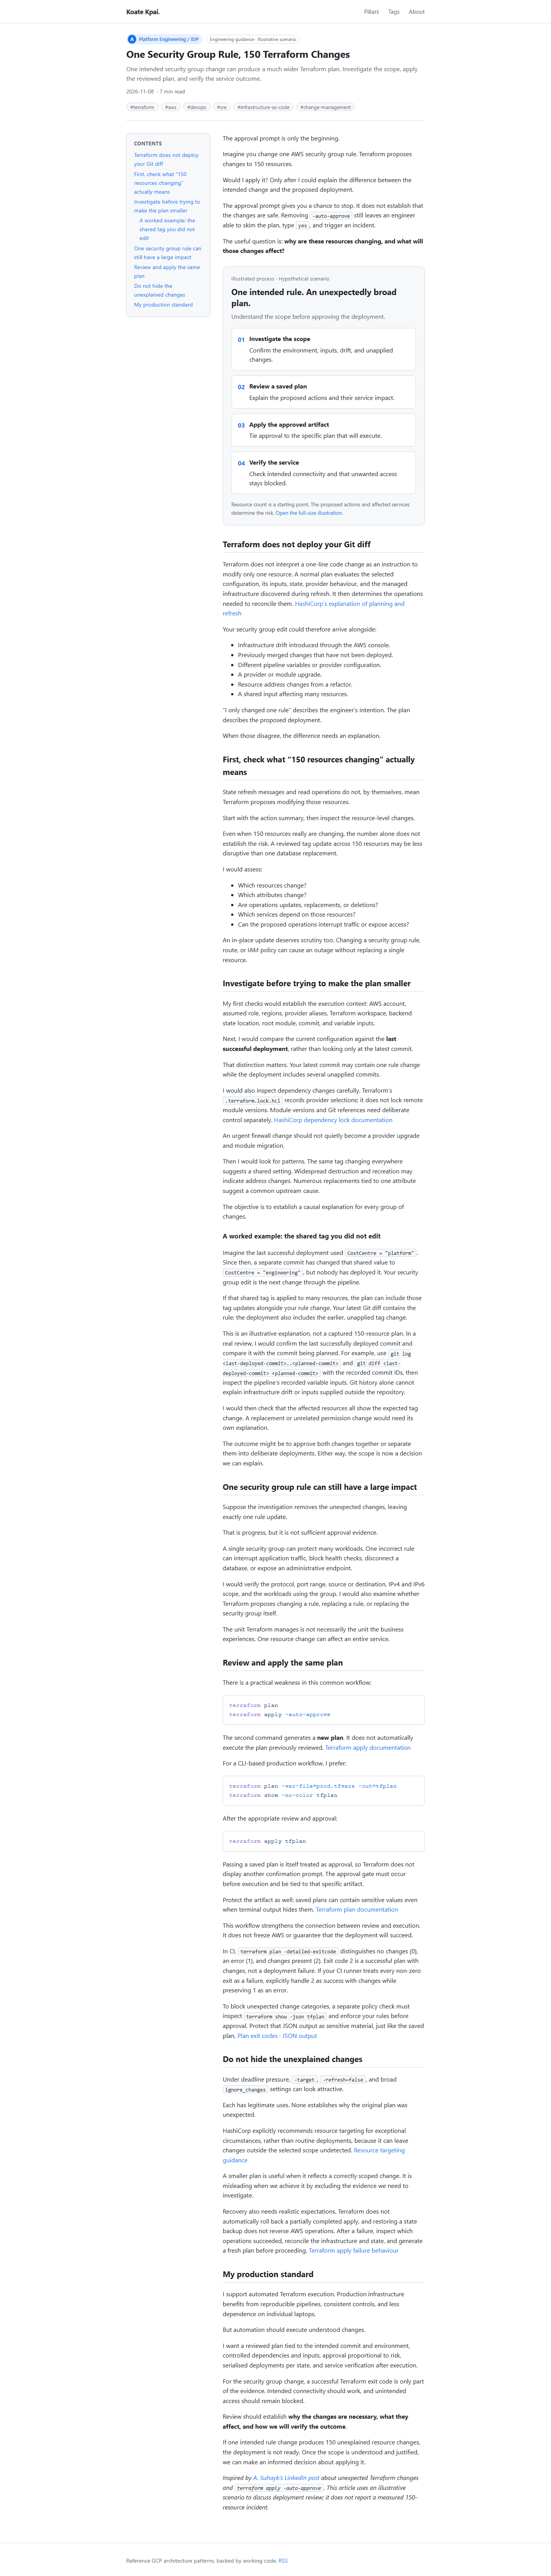 Koate Kpai.
Pillars Tags About
A Platform Engineering / IDP Engineering guidance · Illustrative scenario
One Security Group Rule, 150 Terraform Changes
One intended security group change can produce a much wider Terraform plan. Investigate the scope, apply
the reviewed plan, and verify the service outcome.
2026-11-08 · 7 min read
#terraform #aws #devops #sre #infrastructure-as-code #change-management
CONTENTS
Terraform does not deploy
your Git diff
First, check what "150
resources changing"
actually means
Investigate before trying to
make the plan smaller
A worked example: the
shared tag you did not
edit
One security group rule can
still have a large impact
Review and apply the same
plan
Do not hide the
unexplained changes
My production standard
The approval prompt is only the beginning.
Imagine you change one AWS security group rule. Terraform proposes
changes to 150 resources.
Would I apply it? Only after I could explain the difference between the
intended change and the proposed deployment.
The approval prompt gives you a chance to stop. It does not establish that
the changes are safe. Removing -auto-approve still leaves an engineer
able to skim the plan, type yes, and trigger an incident.
The useful question is: why are these resources changing, and what will
those changes affect?
Illustrated process · Hypothetical scenario
One intended rule. An unexpectedly broad
plan.
Understand the scope before approving the deployment.
01 Investigate the scope
Confirm the environment, inputs, drift, and unapplied
changes.
02 Review a saved plan
Explain the proposed actions and their service impact.
03 Apply the approved artifact
Tie approval to the specific plan that will execute.
04 Verify the service
Check intended connectivity and that unwanted access
stays blocked.
Resource count is a starting point. The proposed actions and affected services
determine the risk. Open the full-size illustration.
Terraform does not deploy your Git diff
Terraform does not interpret a one-line code change as an instruction to
modify only one resource. A normal plan evaluates the selected
configuration, its inputs, state, provider behaviour, and the managed
infrastructure discovered during refresh. It then determines the operations
needed to reconcile them. HashiCorp's explanation of planning and
refresh
Your security group edit could therefore arrive alongside:
• Infrastructure drift introduced through the AWS console.
• Previously merged changes that have not been deployed.
• Different pipeline variables or provider configuration.
• A provider or module upgrade.
• Resource address changes from a refactor.
• A shared input affecting many resources.
"I only changed one rule" describes the engineer's intention. The plan
describes the proposed deployment.
When those disagree, the difference needs an explanation.
First, check what "150 resources changing" actually
means
State refresh messages and read operations do not, by themselves, mean
Terraform proposes modifying those resources.
Start with the action summary, then inspect the resource-level changes.
Even when 150 resources really are changing, the number alone does not
establish the risk. A reviewed tag update across 150 resources may be less
disruptive than one database replacement.
I would assess:
• Which resources change?
• Which attributes change?
• Are operations updates, replacements, or deletions?
• Which services depend on those resources?
• Can the proposed operations interrupt traffic or expose access?
An in-place update deserves scrutiny too. Changing a security group rule,
route, or IAM policy can cause an outage without replacing a single
resource.
Investigate before trying to make the plan smaller
My first checks would establish the execution context: AWS account,
assumed role, regions, provider aliases, Terraform workspace, backend
state location, root module, commit, and variable inputs.
Next, I would compare the current configuration against the last
successful deployment, rather than looking only at the latest commit.
That distinction matters. Your latest commit may contain one rule change
while the deployment includes several unapplied commits.
I would also inspect dependency changes carefully. Terraform's
.terraform.lock.hcl records provider selections; it does not lock remote
module versions. Module versions and Git references need deliberate
control separately. HashiCorp dependency lock documentation
An urgent firewall change should not quietly become a provider upgrade
and module migration.
Then I would look for patterns. The same tag changing everywhere
suggests a shared setting. Widespread destruction and recreation may
indicate address changes. Numerous replacements tied to one attribute
suggest a common upstream cause.
The objective is to establish a causal explanation for every group of
changes.
A worked example: the shared tag you did not edit
Imagine the last successful deployment used CostCentre = "platform".
Since then, a separate commit has changed that shared value to
CostCentre = "engineering", but nobody has deployed it. Your security
group edit is the next change through the pipeline.
If that shared tag is applied to many resources, the plan can include those
tag updates alongside your rule change. Your latest Git diff contains the
rule; the deployment also includes the earlier, unapplied tag change.
This is an illustrative explanation, not a captured 150-resource plan. In a
real review, I would confirm the last successfully deployed commit and
compare it with the commit being planned. For example, use git log
<last-deployed-commit>..<planned-commit> and git diff <last-
deployed-commit> <planned-commit> with the recorded commit IDs, then
inspect the pipeline's recorded variable inputs. Git history alone cannot
explain infrastructure drift or inputs supplied outside the repository.
I would then check that the affected resources all show the expected tag
change. A replacement or unrelated permission change would need its
own explanation.
The outcome might be to approve both changes together or separate
them into deliberate deployments. Either way, the scope is now a decision
we can explain.
One security group rule can still have a large impact
Suppose the investigation removes the unexpected changes, leaving
exactly one rule update.
That is progress, but it is not sufficient approval evidence.
A single security group can protect many workloads. One incorrect rule
can interrupt application traffic, block health checks, disconnect a
database, or expose an administrative endpoint.
I would verify the protocol, port range, source or destination, IPv4 and IPv6
scope, and the workloads using the group. I would also examine whether
Terraform proposes changing a rule, replacing a rule, or replacing the
security group itself.
The unit Terraform manages is not necessarily the unit the business
experiences. One resource change can affect an entire service.
Review and apply the same plan
There is a practical weakness in this common workflow:
terraform plan
terraform apply -auto-approve
The second command generates a new plan. It does not automatically
execute the plan previously reviewed. Terraform apply documentation
For a CLI-based production workflow, I prefer:
terraform plan -var-file=prod.tfvars -out=tfplan
terraform show -no-color tfplan
After the appropriate review and approval:
terraform apply tfplan
Passing a saved plan is itself treated as approval, so Terraform does not
display another confirmation prompt. The approval gate must occur
before execution and be tied to that specific artifact.
Protect the artifact as well: saved plans can contain sensitive values even
when terminal output hides them. Terraform plan documentation
This workflow strengthens the connection between review and execution.
It does not freeze AWS or guarantee that the deployment will succeed.
In CI, terraform plan -detailed-exitcode distinguishes no changes (0),
an error (1), and changes present (2). Exit code 2 is a successful plan with
changes, not a deployment failure. If your CI runner treats every non-zero
exit as a failure, explicitly handle 2 as success with changes while
preserving 1 as an error.
To block unexpected change categories, a separate policy check must
inspect terraform show -json tfplan and enforce your rules before
approval. Protect that JSON output as sensitive material, just like the saved
plan. Plan exit codes · JSON output
Do not hide the unexplained changes
Under deadline pressure, -target, -refresh=false, and broad
ignore_changes settings can look attractive.
Each has legitimate uses. None establishes why the original plan was
unexpected.
HashiCorp explicitly recommends resource targeting for exceptional
circumstances, rather than routine deployments, because it can leave
changes outside the selected scope undetected. Resource targeting
guidance
A smaller plan is useful when it reflects a correctly scoped change. It is
misleading when we achieve it by excluding the evidence we need to
investigate.
Recovery also needs realistic expectations. Terraform does not
automatically roll back a partially completed apply, and restoring a state
backup does not reverse AWS operations. After a failure, inspect which
operations succeeded, reconcile the infrastructure and state, and generate
a fresh plan before proceeding. Terraform apply failure behaviour
My production standard
I support automated Terraform execution. Production infrastructure
benefits from reproducible pipelines, consistent controls, and less
dependence on individual laptops.
But automation should execute understood changes.
I want a reviewed plan tied to the intended commit and environment,
controlled dependencies and inputs, approval proportional to risk,
serialised deployments per state, and service verification after execution.
For the security group change, a successful Terraform exit code is only part
of the evidence. Intended connectivity should work, and unintended
access should remain blocked.
Review should establish why the changes are necessary, what they
affect, and how we will verify the outcome.
If one intended rule change produces 150 unexplained resource changes,
the deployment is not ready. Once the scope is understood and justified,
we can make an informed decision about applying it.
Inspired by A. Suhayb's LinkedIn post about unexpected Terraform changes
and terraform apply -auto-approve. This article uses an illustrative
scenario to discuss deployment review; it does not report a measured 150-
resource incident.
Reference GCP architecture patterns, backed by working code. RSS